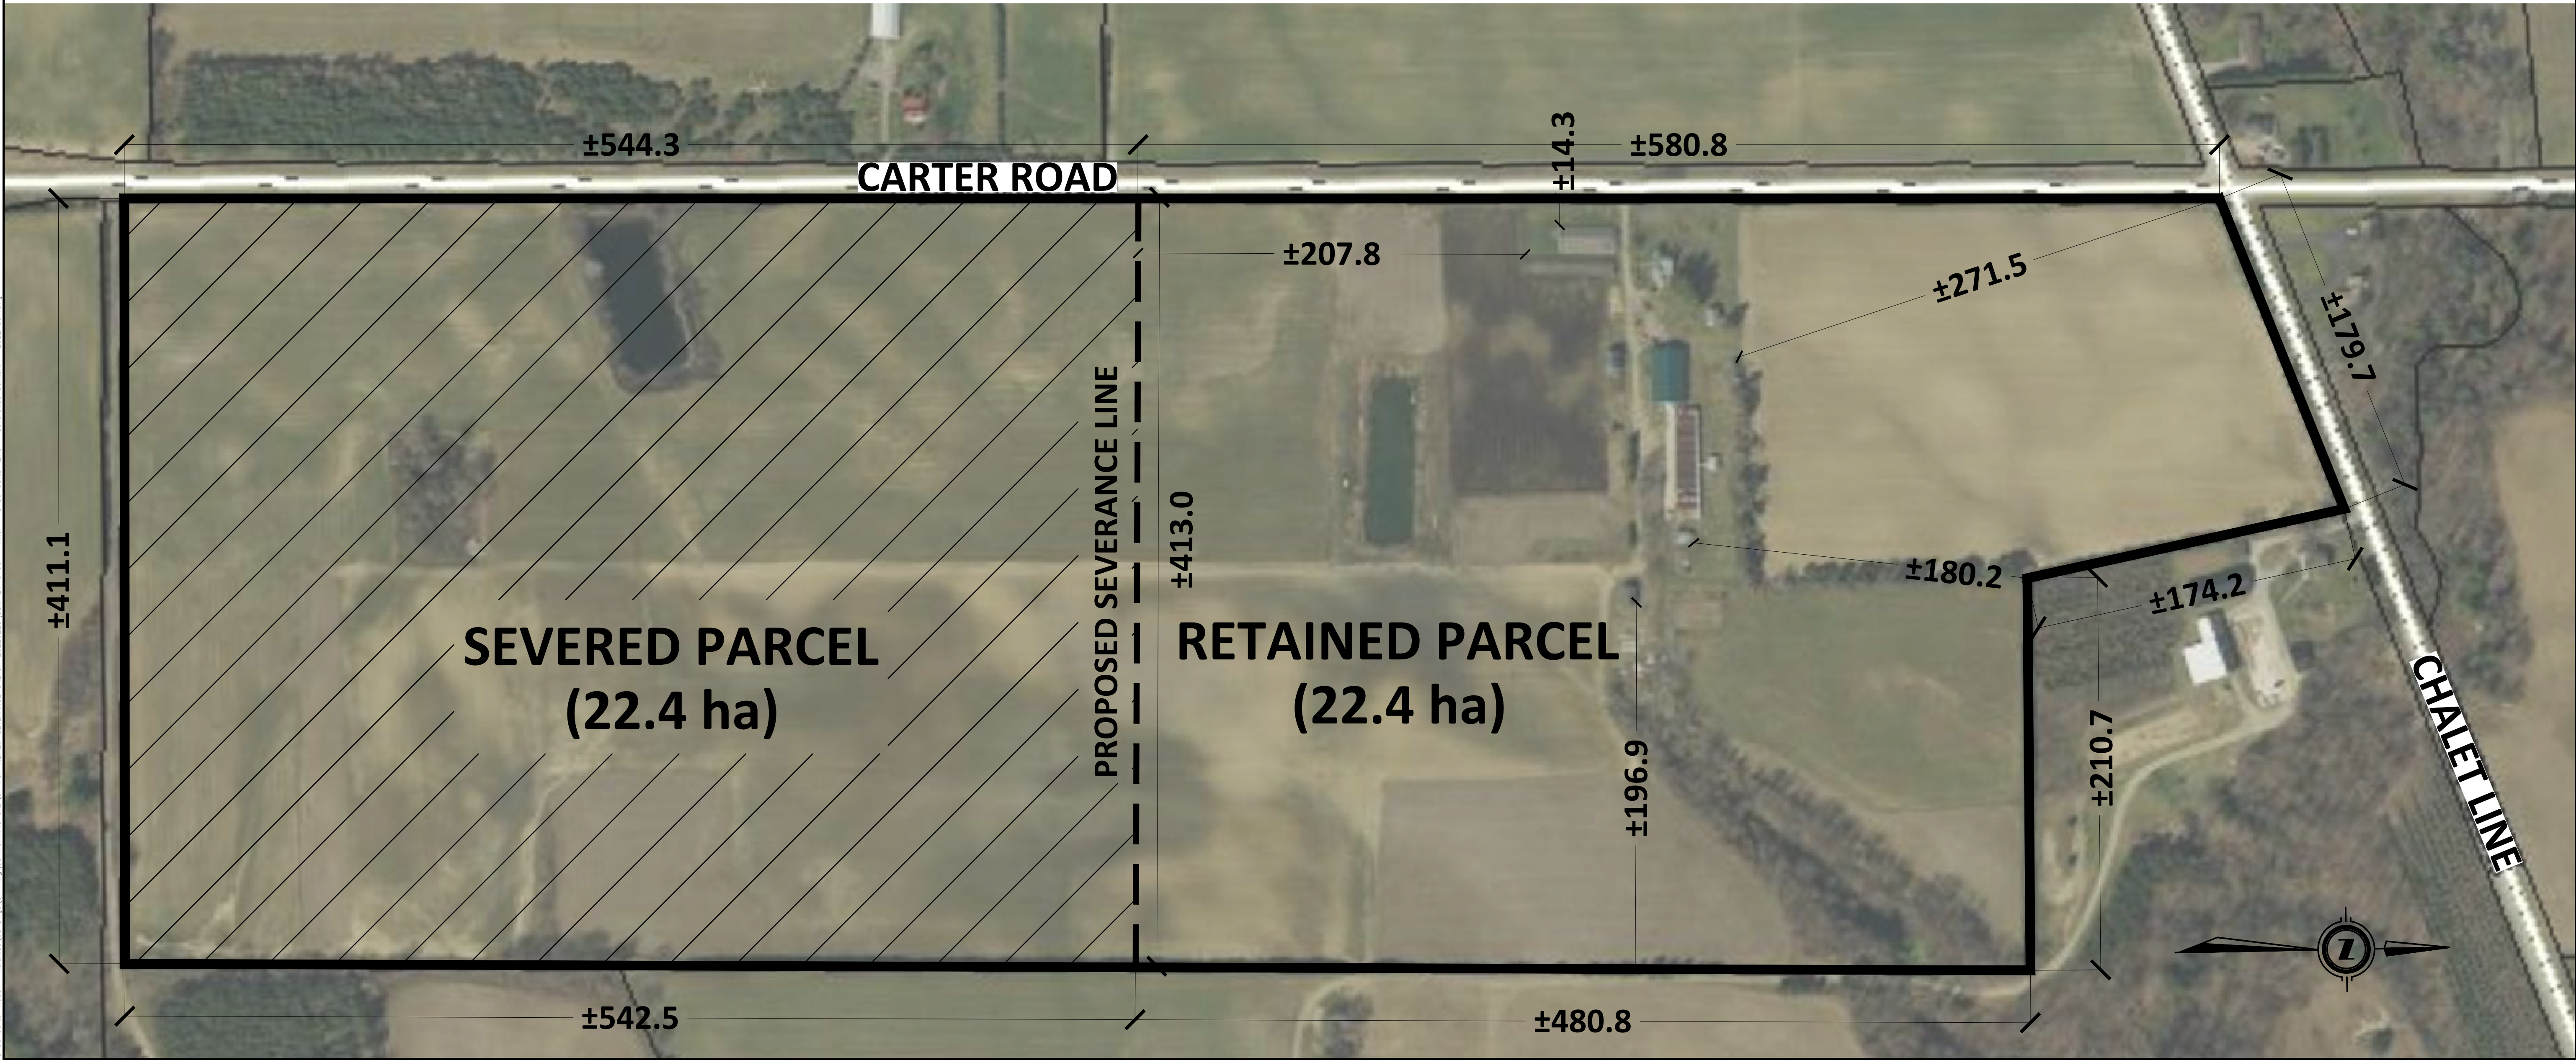 ±544.3
±14.3
±580.8
CARTER ROAD
±207.8
±271.5
±179.7
±411.1
PROPOSED SEVERANCE LINE
±413.0
±180.2
±174.2
SEVERED PARCEL
(22.4 ha)
RETAINED PARCEL
(22.4 ha)
±196.9
±210.7
CHALET LINE
Z
±542.5
±480.8